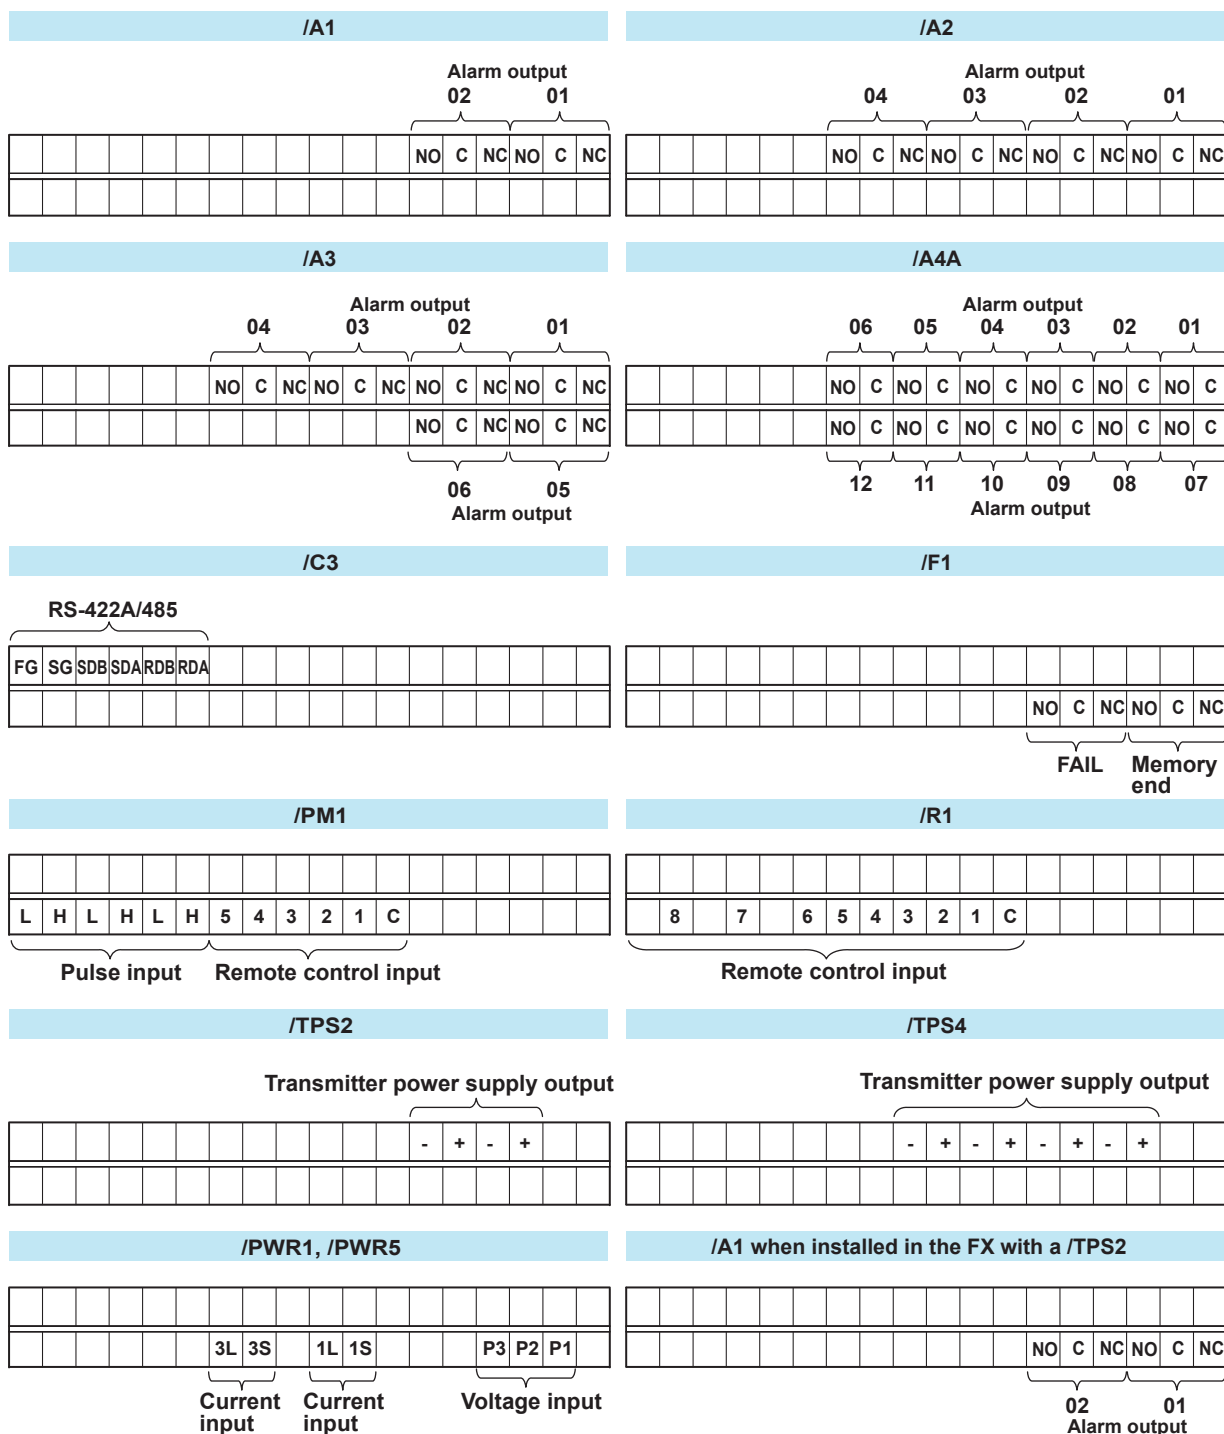 /A1
Alarm output
02 01
NO C NC NO C NC
/A2
Alarm output
04 03 02 01
NO C NC NO C NC NO C NC NO C NC
/A3
Alarm output
04 03 02 01
NO C NC NO C NC NO C NC NO C NC
NO C NC NO C NC
06 05
Alarm output
/A4A
Alarm output
06 05 04 03 02 01
NO C NO C NO C NO C NO C NO C
NO C NO C NO C NO C NO C NO C
12 11 10 09 08 07
Alarm output
/C3
RS-422A/485
FG SG SDB SDA RDB RDA
/F1
NO C NC NO C NC
FAIL Memory
end
/PM1
L H L H L H 5 4 3 2 1 C
Pulse input Remote control input
/R1
8 7 6 5 4 3 2 1 C
Remote control input
/TPS2
Transmitter power supply output
- + - +
/TPS4
Transmitter power supply output
- + - + - + - +
/PWR1, /PWR5
3L 3S 1L 1S P3 P2 P1
Current Current Voltage input
input input
/A1 when installed in the FX with a /TPS2
NO C NC NO C NC
02 01
Alarm output